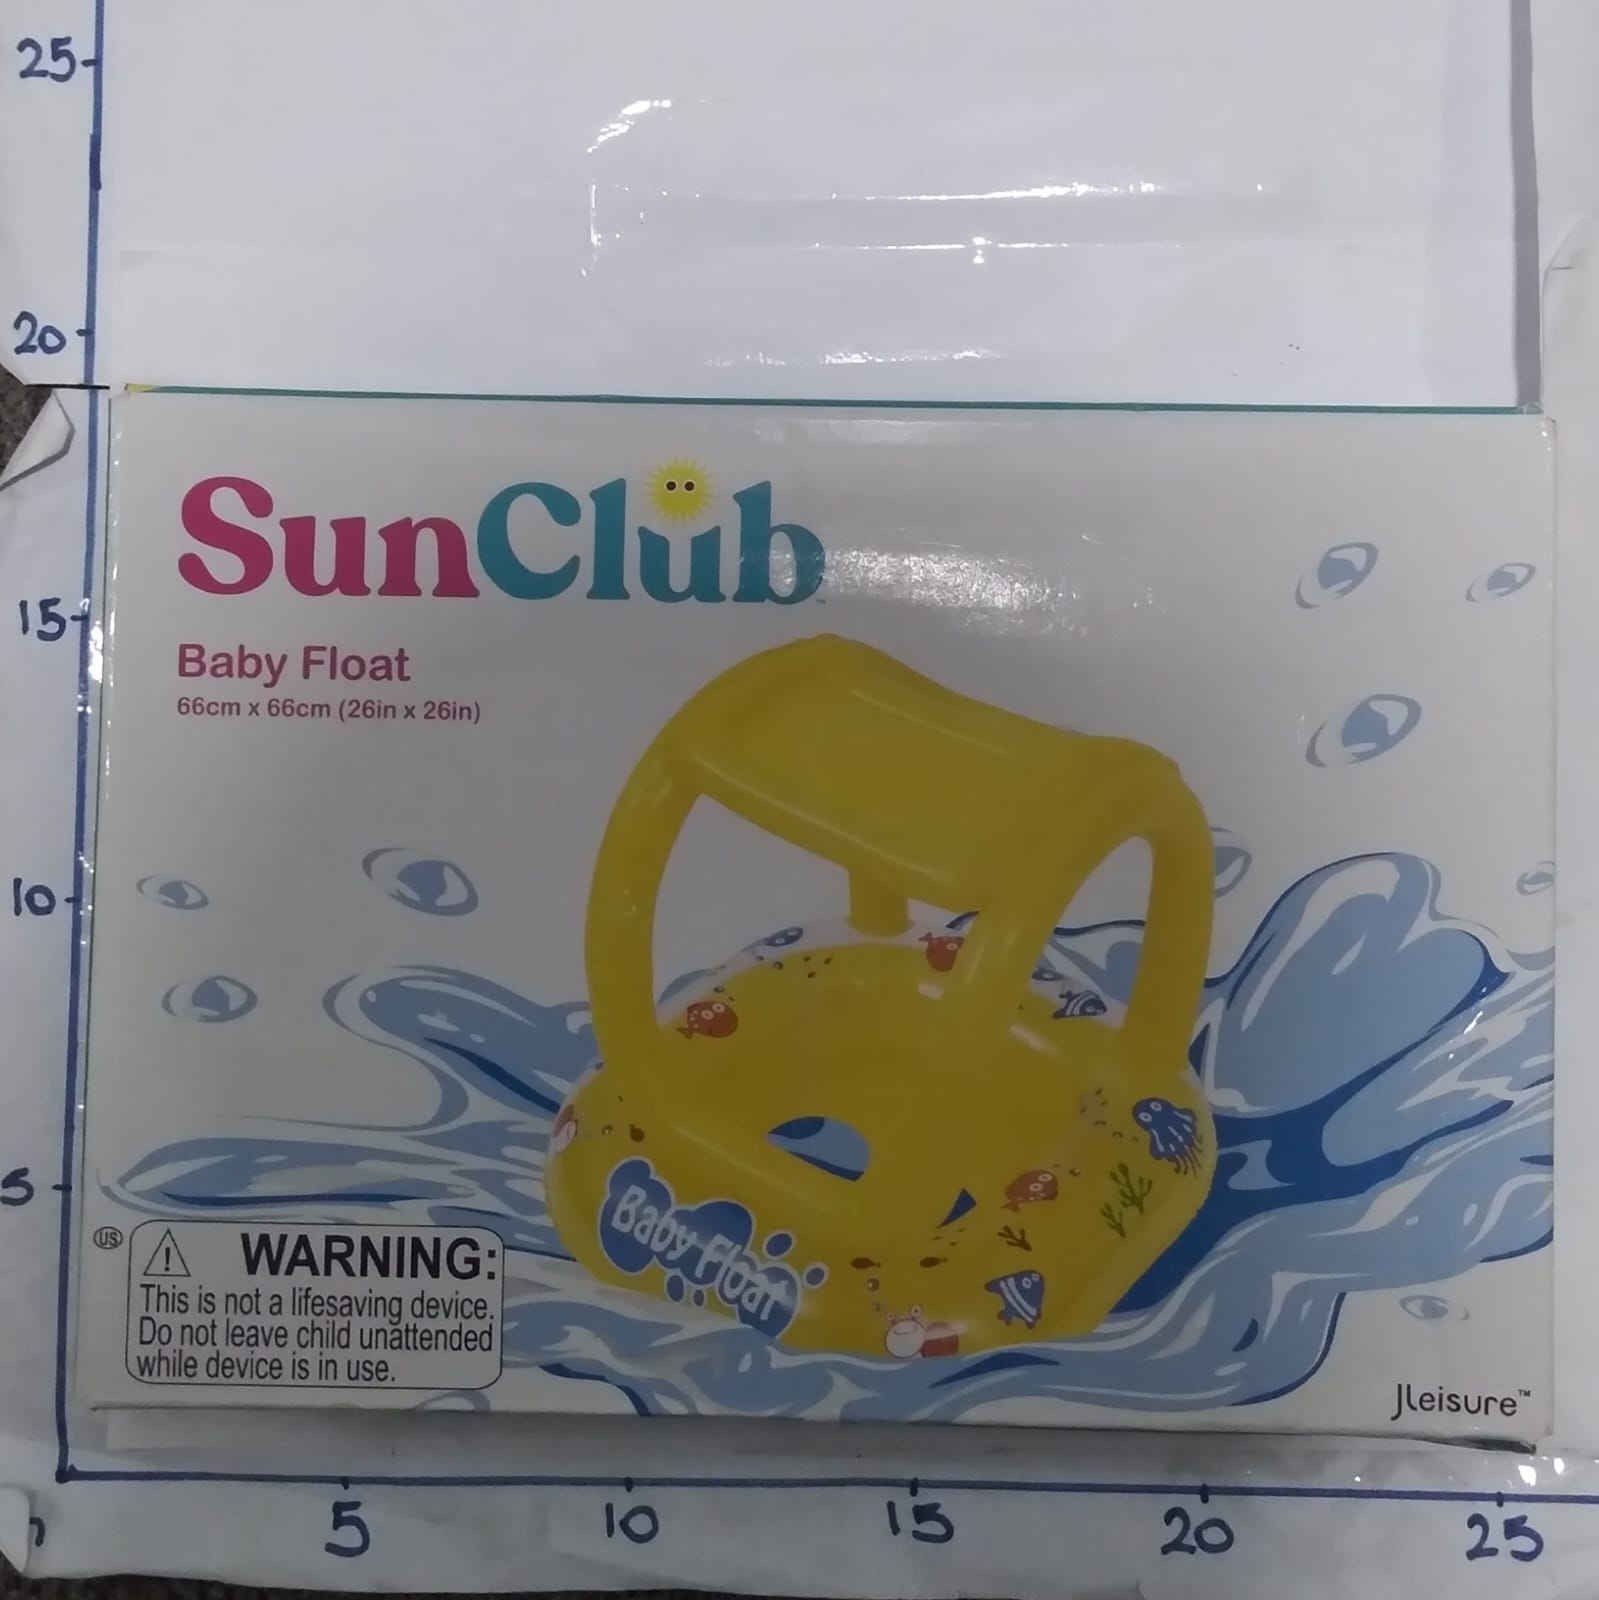 25
20
SunClub™
15
Baby Float
66cm x 66cm (26in x 26in)
10
5
Baby Float
US
WARNING:
This is not a lifesaving device.
Do not leave child unattended
while device is in use.
JLeisure™
5 10 15 20 25